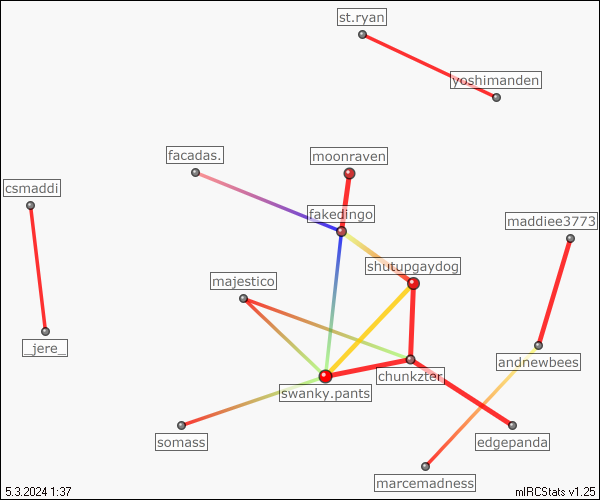 st.ryan
yoshimanden
facadas.
moonraven
csmaddi
fakedingo
maddiee3773
shutupgaydog
majestico
_jere_
andnewbees
chunkzter
swanky.pants
somass
edgepanda
marcemadness
5.3.2024 1:37
mIRCStats v1.25